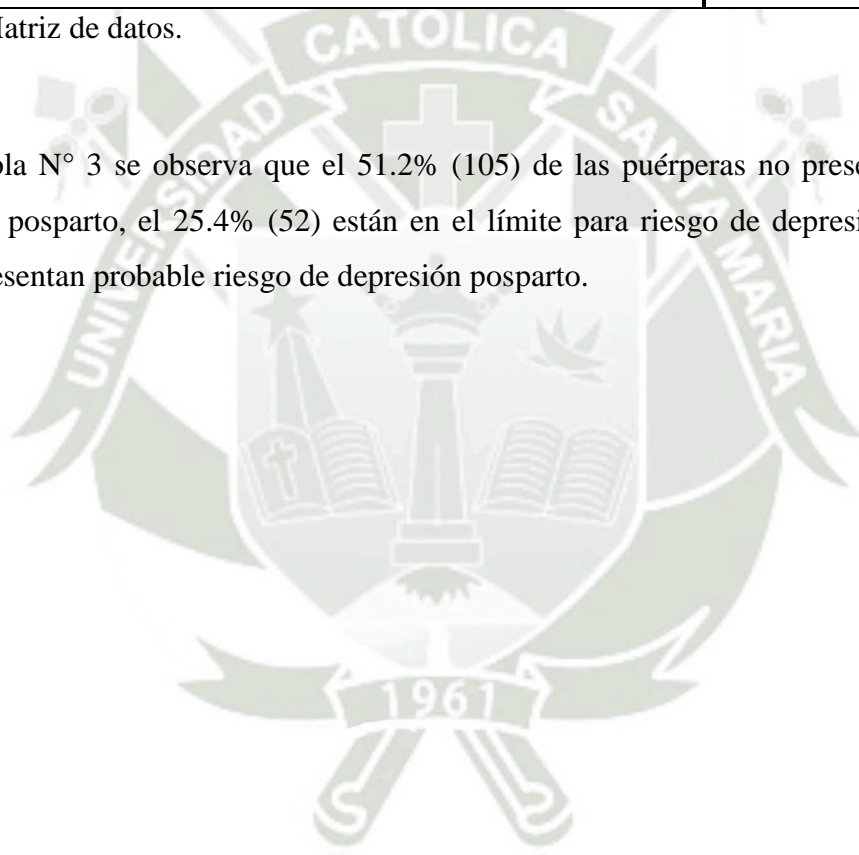 Matriz de datos.
bla N° 3 se observa que el 51.2% (105) de las puérperas no prese
posparto, el 25.4% (52) están en el límite para riesgo de depresi
esentan probable riesgo de depresión posparto.
UNIVERSIDAD CATOLICA SANTA MARIA
1961